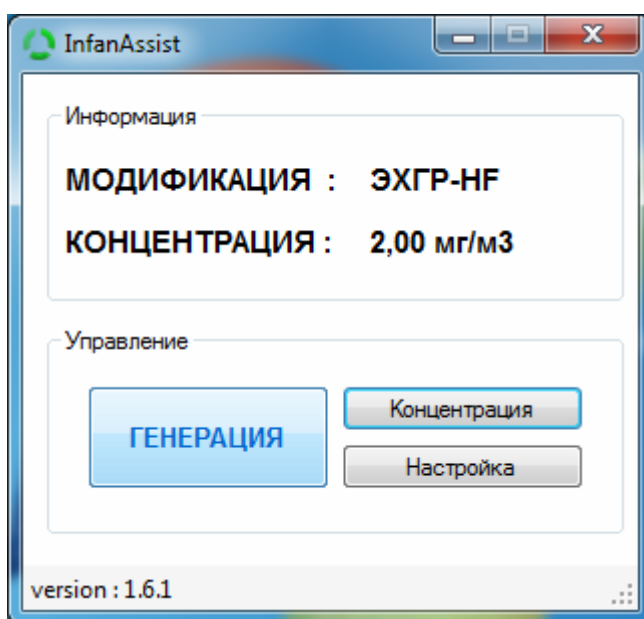 InfanAssist
Информация
МОДИФИКАЦИЯ : ЭХГР-HF
КОНЦЕНТРАЦИЯ : 2,00 мг/м3
Управление
ГЕНЕРАЦИЯ
Концентрация
Настройка
version : 1.6.1